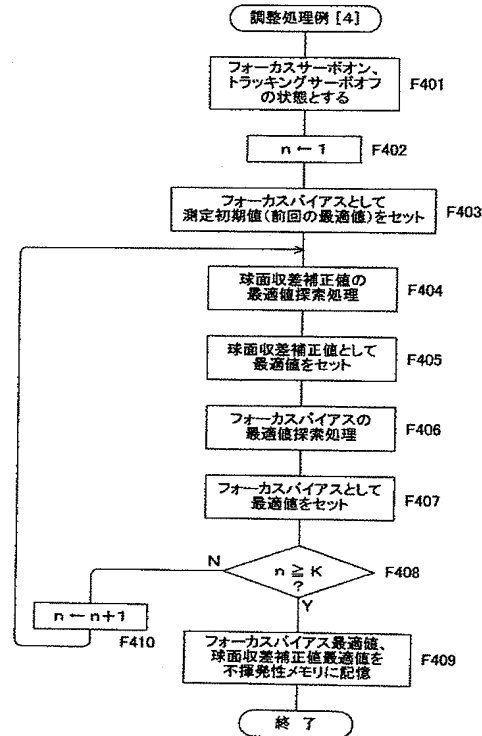 調整処理例 [4]
フォーカスサーボオン、
トラッキングサーボオフ
の状態とする
F401
n ← 1
F402
フォーカスバイアスとして
測定初期値(前回の最適値)をセット
F403
球面収差補正値の
最適値探索処理
F404
球面収差補正値として
最適値をセット
F405
フォーカスバイアスの
最適値探索処理
F406
フォーカスバイアスとして
最適値をセット
F407
N
n ≧ K
?
F408
Y
n ← n+1
F410
フォーカスバイアス最適値、
球面収差補正値最適値を
不揮発性メモリに記憶
F409
終 了